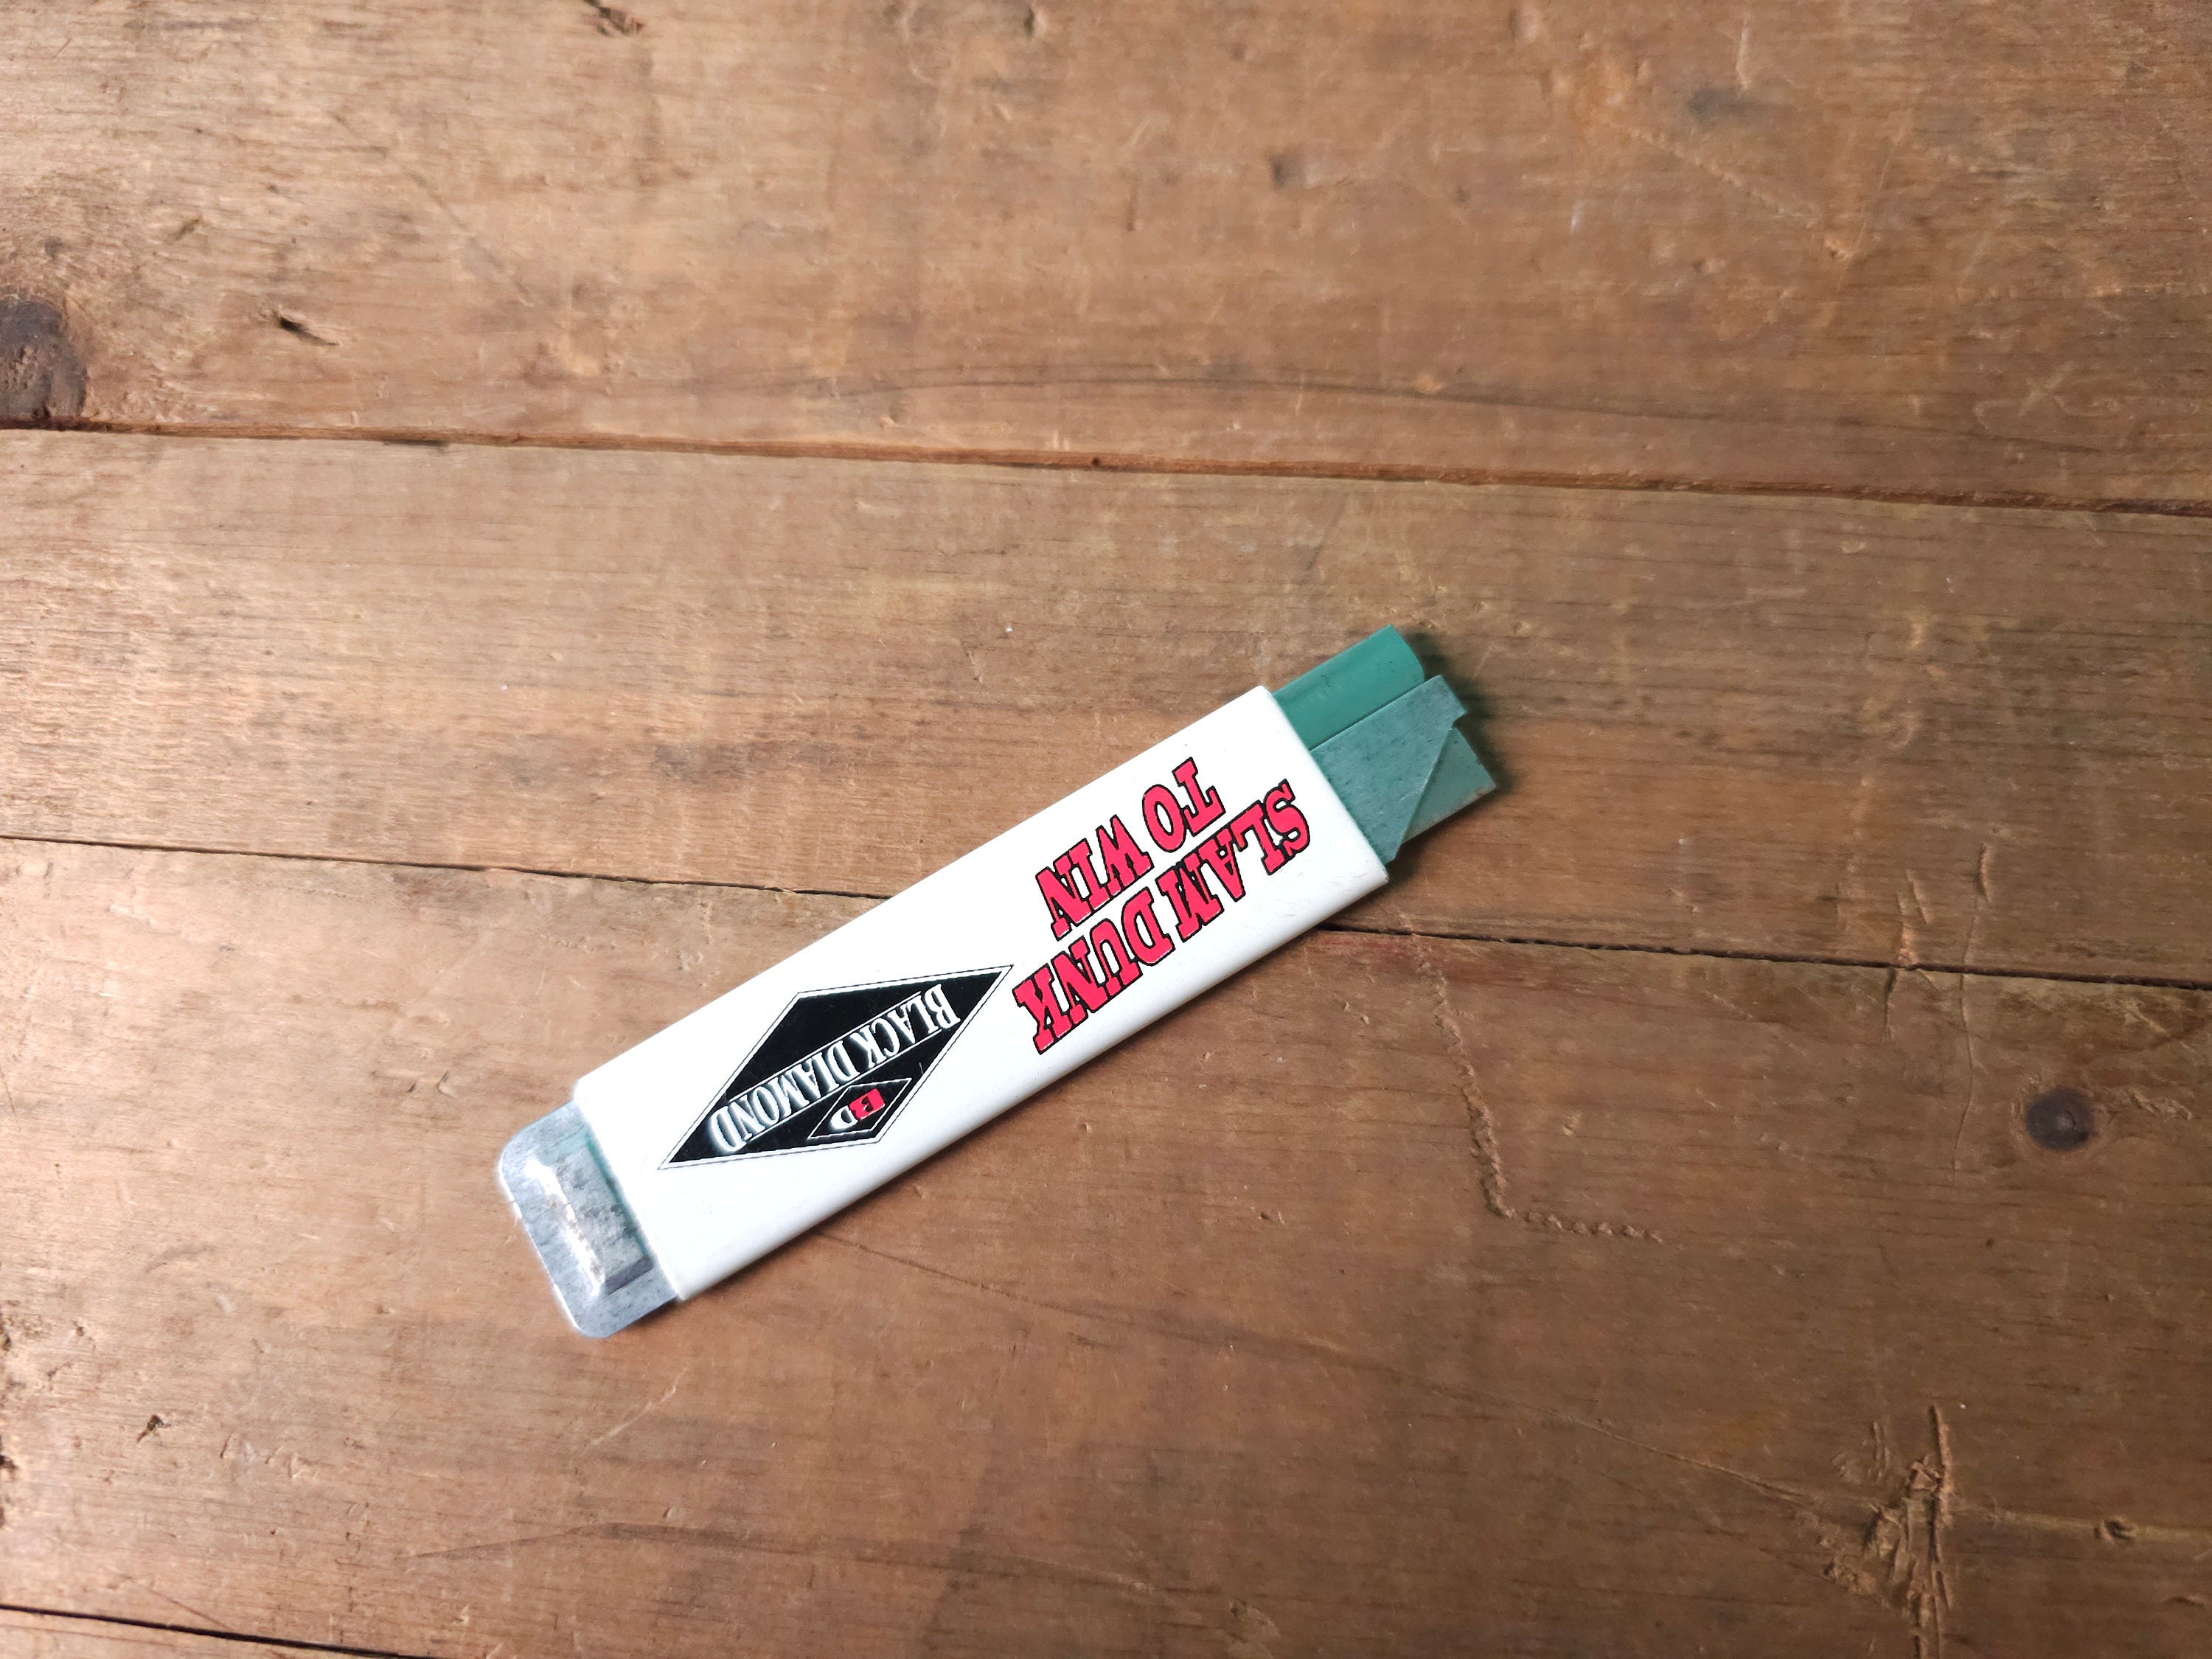 SLAM DUNK
TO WIN
BLACK DIAMOND
BD